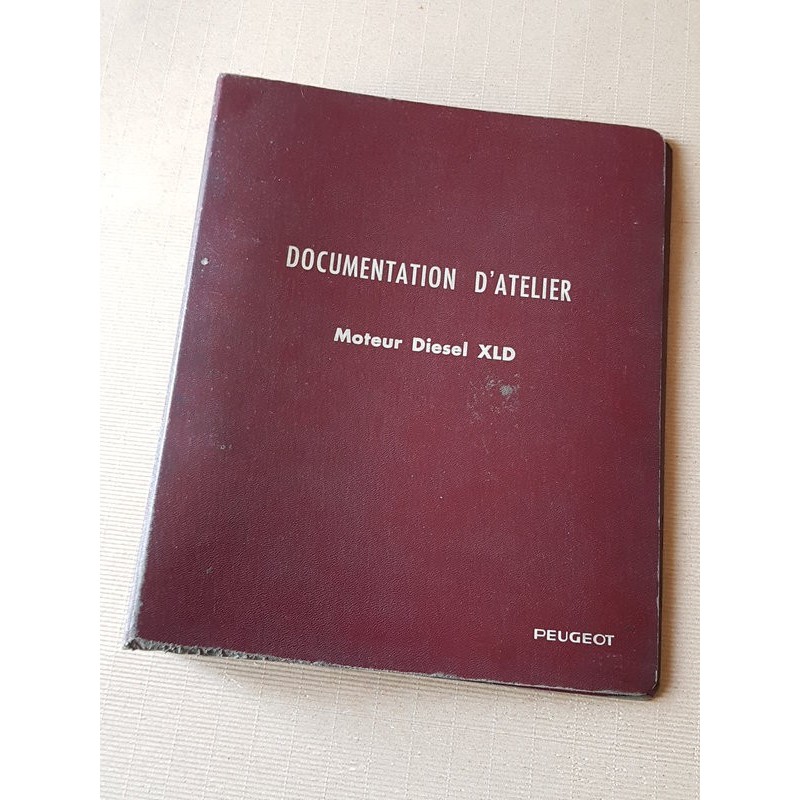 DOCUMENTATION D'ATELIER
Moteur Diesel XLD
PEUGEOT